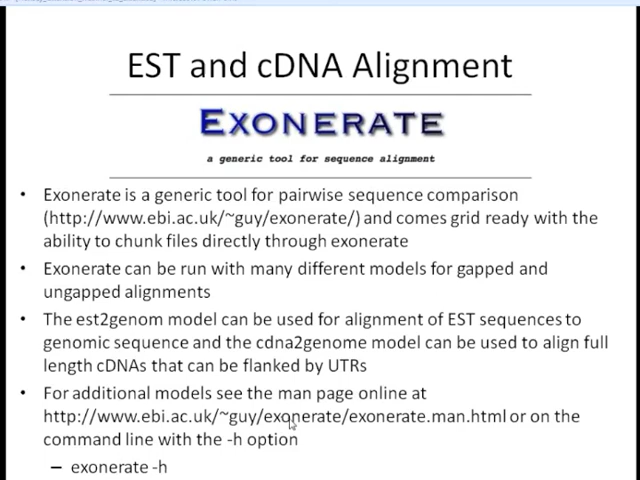 EST and cDNA Alignment
EXONERATE
a generic tool for sequence alignment
• Exonerate is a generic tool for pairwise sequence comparison
(http://www.ebi.ac.uk/~guy/exonerate/) and comes grid ready with the
ability to chunk files directly through exonerate
• Exonerate can be run with many different models for gapped and
ungapped alignments
• The est2genom model can be used for alignment of EST sequences to
genomic sequence and the cdna2genome model can be used to align full
length cDNAs that can be flanked by UTRs
• For additional models see the man page online at
http://www.ebi.ac.uk/~guy/exonerate/exonerate.man.html or on the
command line with the -h option
– exonerate -h